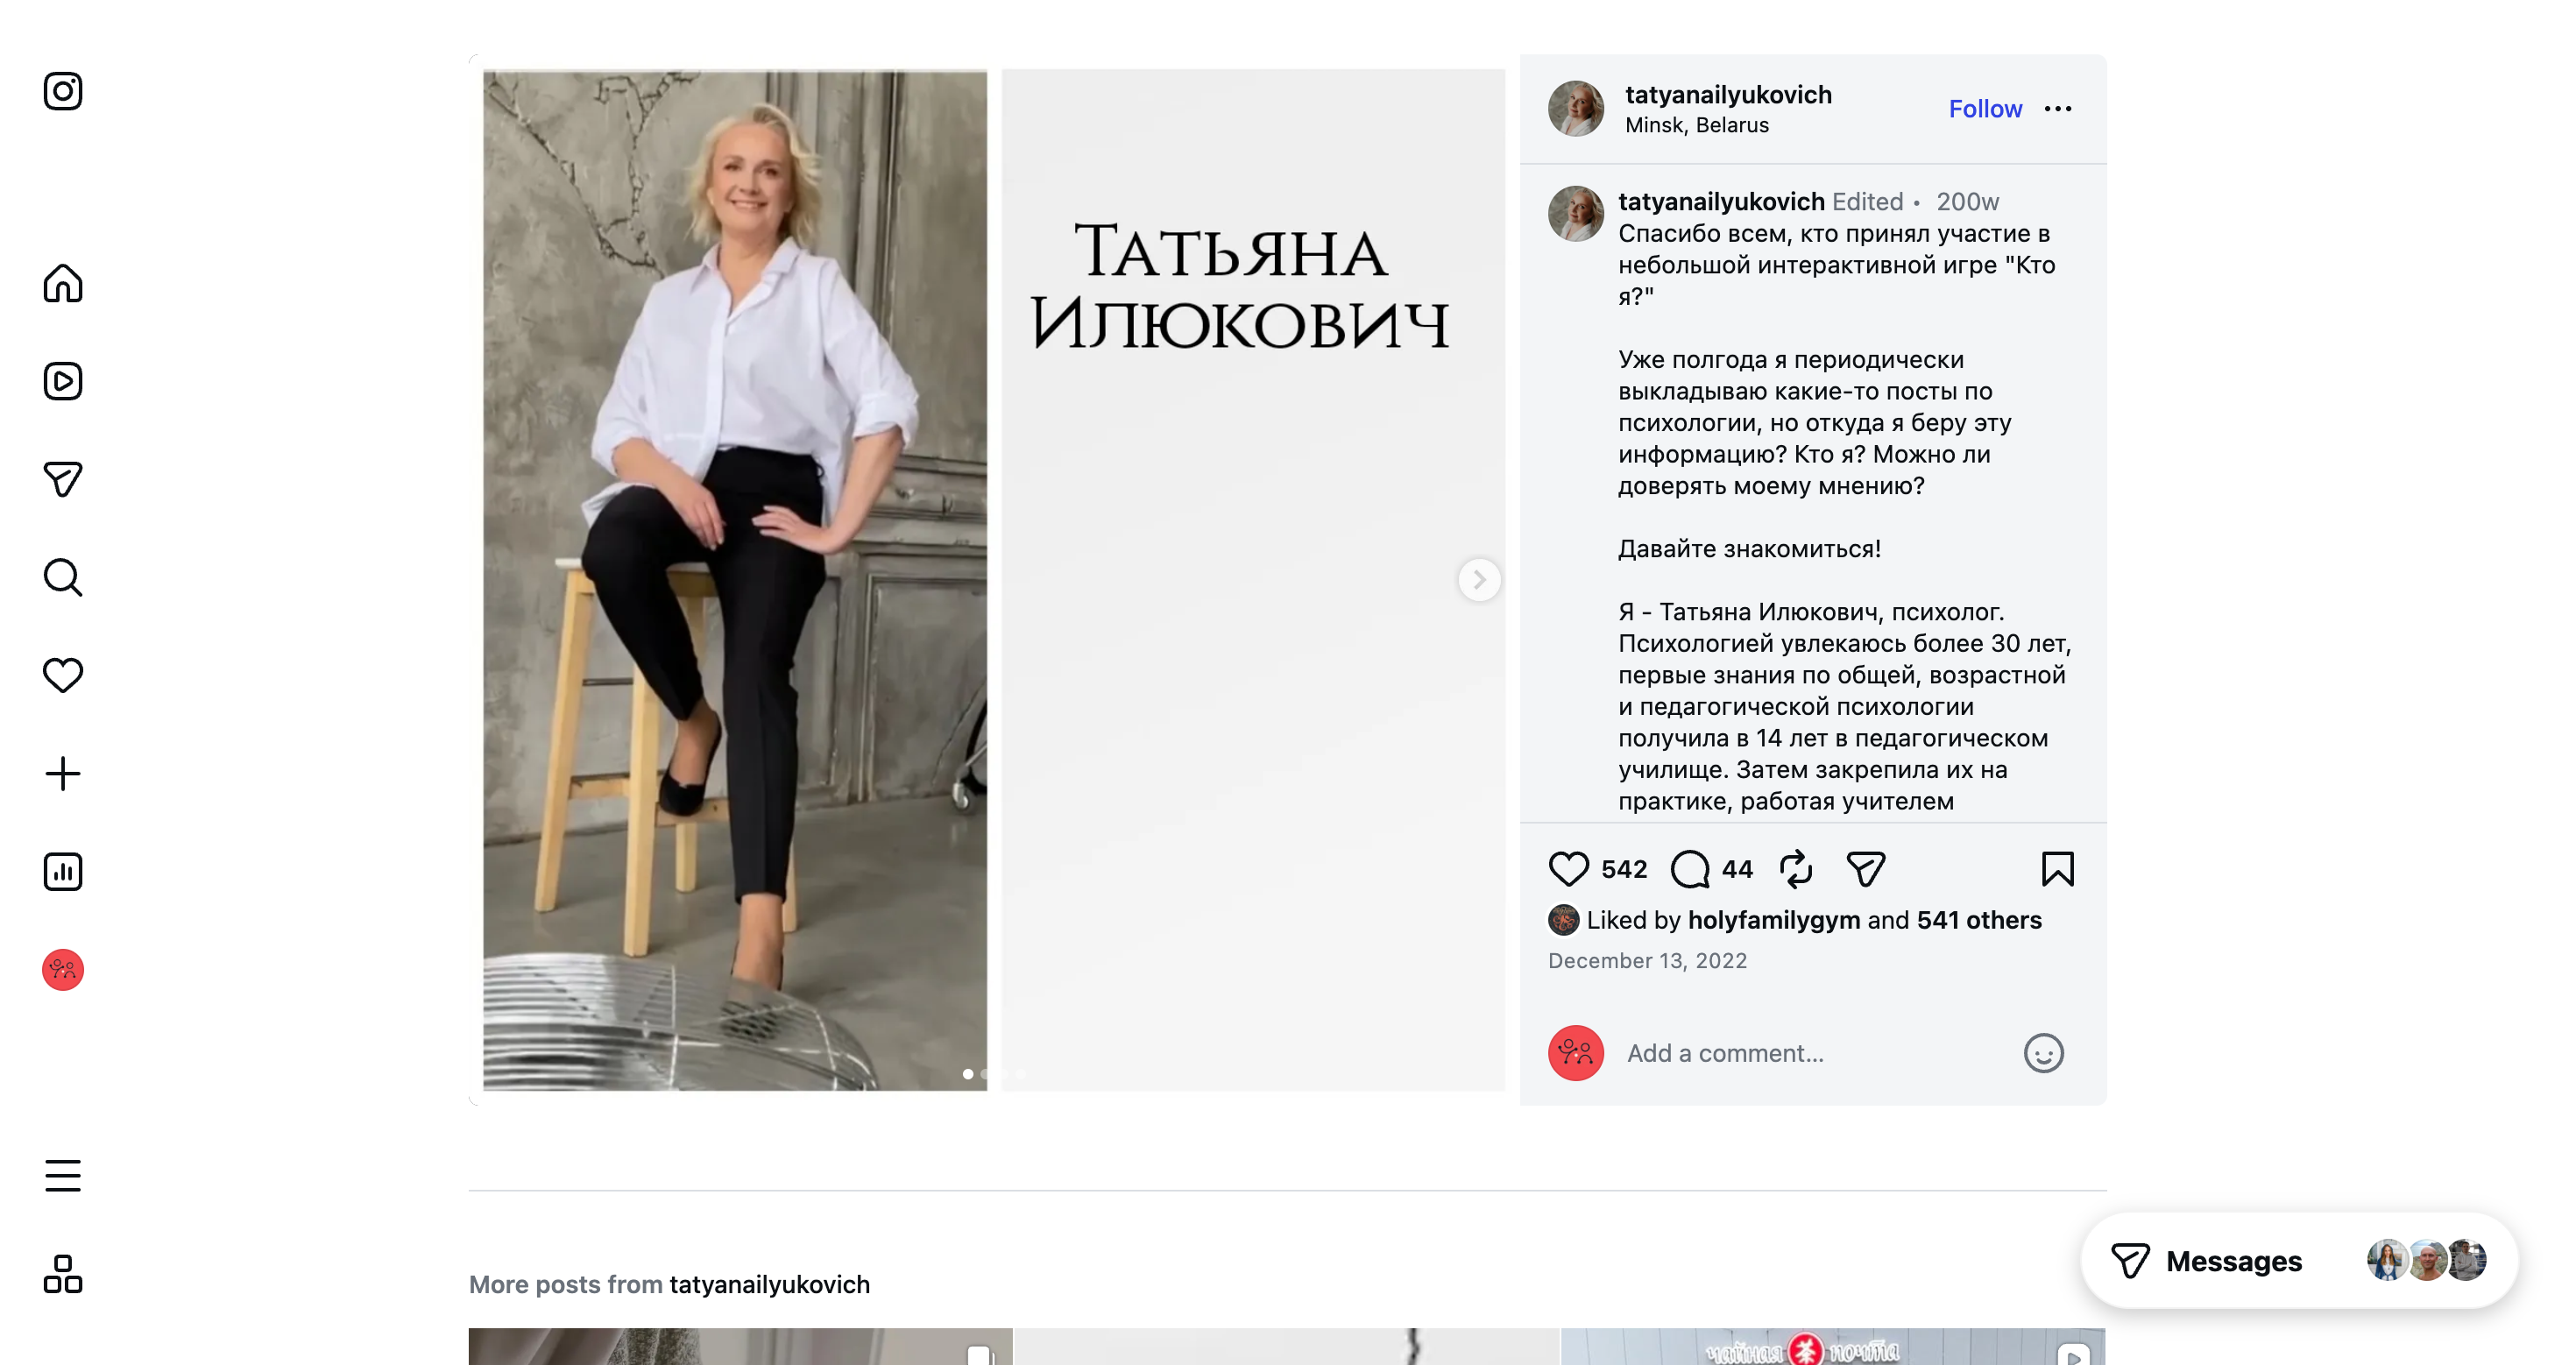 Татьяна
Илюкович
tatyanailyukovich
Minsk, Belarus
Follow
tatyanailyukovich Edited • 200w
Спасибо всем, кто принял участие в
небольшой интерактивной игре "Кто
я?"
Уже полгода я периодически
выкладываю какие-то посты по
психологии, но откуда я беру эту
информацию? Кто я? Можно ли
доверять моему мнению?
Давайте знакомиться!
Я - Татьяна Илюкович, психолог.
Психологией увлекаюсь более 30 лет,
первые знания по общей, возрастной
и педагогической психологии
получила в 14 лет в педагогическом
училище. Затем закрепила их на
практике, работая учителем
542 44
Liked by holyfamilygym and 541 others
December 13, 2022
Add a comment...
More posts from tatyanailyukovich
Messages
чайная 茶 почта